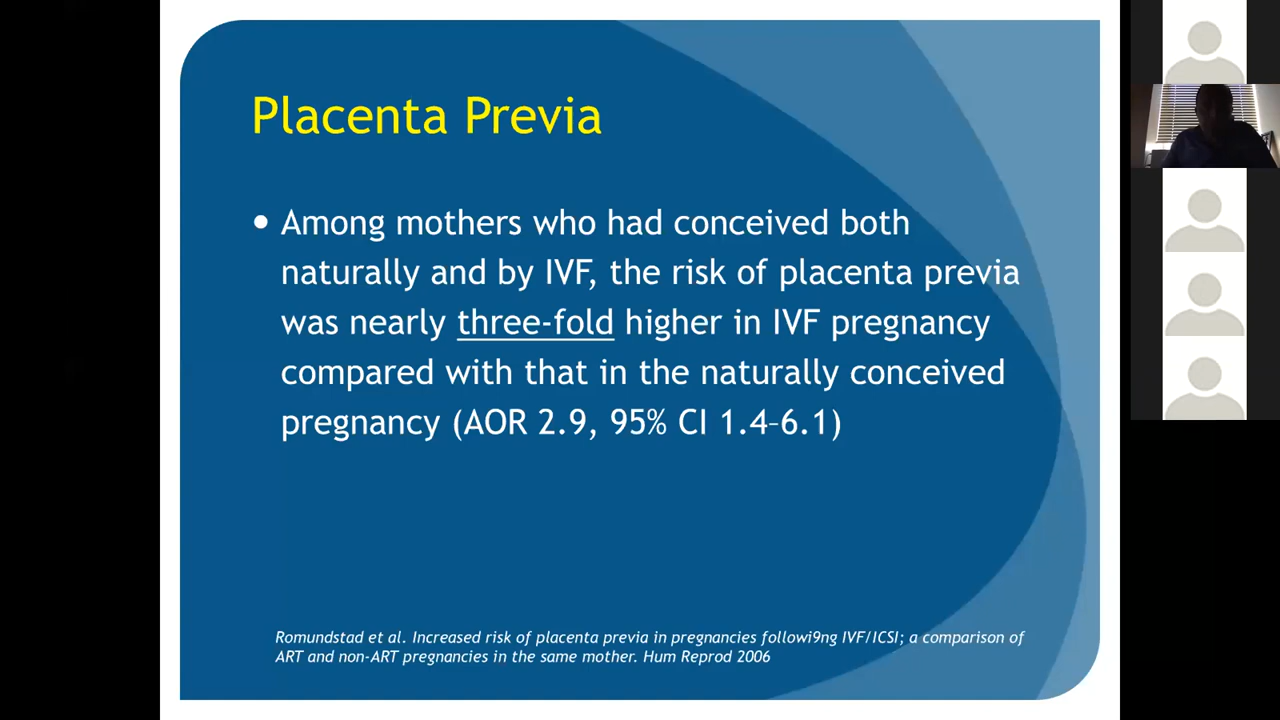 Placenta Previa
• Among mothers who had conceived both
naturally and by IVF, the risk of placenta previa
was nearly three-fold higher in IVF pregnancy
compared with that in the naturally conceived
pregnancy (AOR 2.9, 95% CI 1.4–6.1)
Romundstad et al. Increased risk of placenta previa in pregnancies followi9ng IVF/ICSI; a comparison of
ART and non-ART pregnancies in the same mother. Hum Reprod 2006